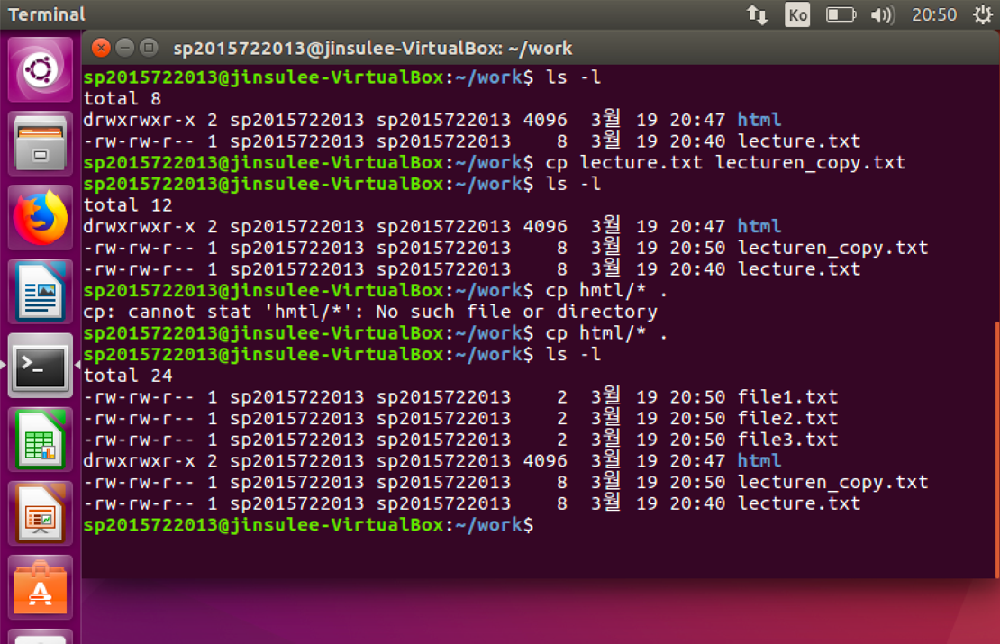 Terminal
Ko
20:50
sp2015722013@jinsulee-VirtualBox: ~/work
sp2015722013@jinsulee-VirtualBox:~/work$ ls -l
total 8
drwxrwxr-x 2 sp2015722013 sp2015722013 4096  3월 19 20:47 html
-rw-rw-r-- 1 sp2015722013 sp2015722013    8  3월 19 20:40 lecture.txt
sp2015722013@jinsulee-VirtualBox:~/work$ cp lecture.txt lecturen_copy.txt
sp2015722013@jinsulee-VirtualBox:~/work$ ls -l
total 12
drwxrwxr-x 2 sp2015722013 sp2015722013 4096  3월 19 20:47 html
-rw-rw-r-- 1 sp2015722013 sp2015722013    8  3월 19 20:50 lecturen_copy.txt
-rw-rw-r-- 1 sp2015722013 sp2015722013    8  3월 19 20:40 lecture.txt
sp2015722013@jinsulee-VirtualBox:~/work$ cp hmtl/* .
cp: cannot stat 'hmtl/*': No such file or directory
sp2015722013@jinsulee-VirtualBox:~/work$ cp html/* .
sp2015722013@jinsulee-VirtualBox:~/work$ ls -l
total 24
-rw-rw-r-- 1 sp2015722013 sp2015722013    2  3월 19 20:50 file1.txt
-rw-rw-r-- 1 sp2015722013 sp2015722013    2  3월 19 20:50 file2.txt
-rw-rw-r-- 1 sp2015722013 sp2015722013    2  3월 19 20:50 file3.txt
drwxrwxr-x 2 sp2015722013 sp2015722013 4096  3월 19 20:47 html
-rw-rw-r-- 1 sp2015722013 sp2015722013    8  3월 19 20:50 lecturen_copy.txt
-rw-rw-r-- 1 sp2015722013 sp2015722013    8  3월 19 20:40 lecture.txt
sp2015722013@jinsulee-VirtualBox:~/work$